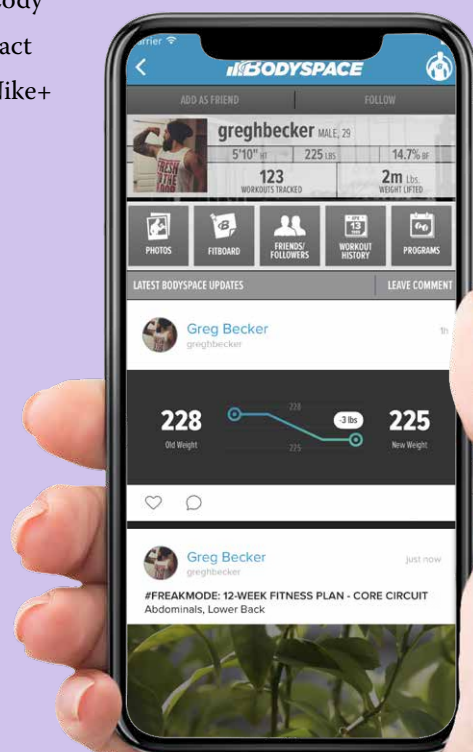 act
Nike+
BODYSPACE
ADD AS FRIEND FOLLOW
greghbecker MALE, 29
5'10" HT 225 LBS 14.7% BF
123 2m Lbs.
WORKOUTS TRACKED WEIGHT LIFTED
PHOTOS FITBOARD FRIENDS/ FOLLOWERS WORKOUT HISTORY PROGRAMS
LATEST BODYSPACE UPDATES LEAVE COMMENT
Greg Becker 1h
greghbecker
228 228 -3 lbs 225
Old Weight 225 New Weight
Greg Becker just now
greghbecker
#FREAKMODE: 12-WEEK FITNESS PLAN - CORE CIRCUIT
Abdominals, Lower Back